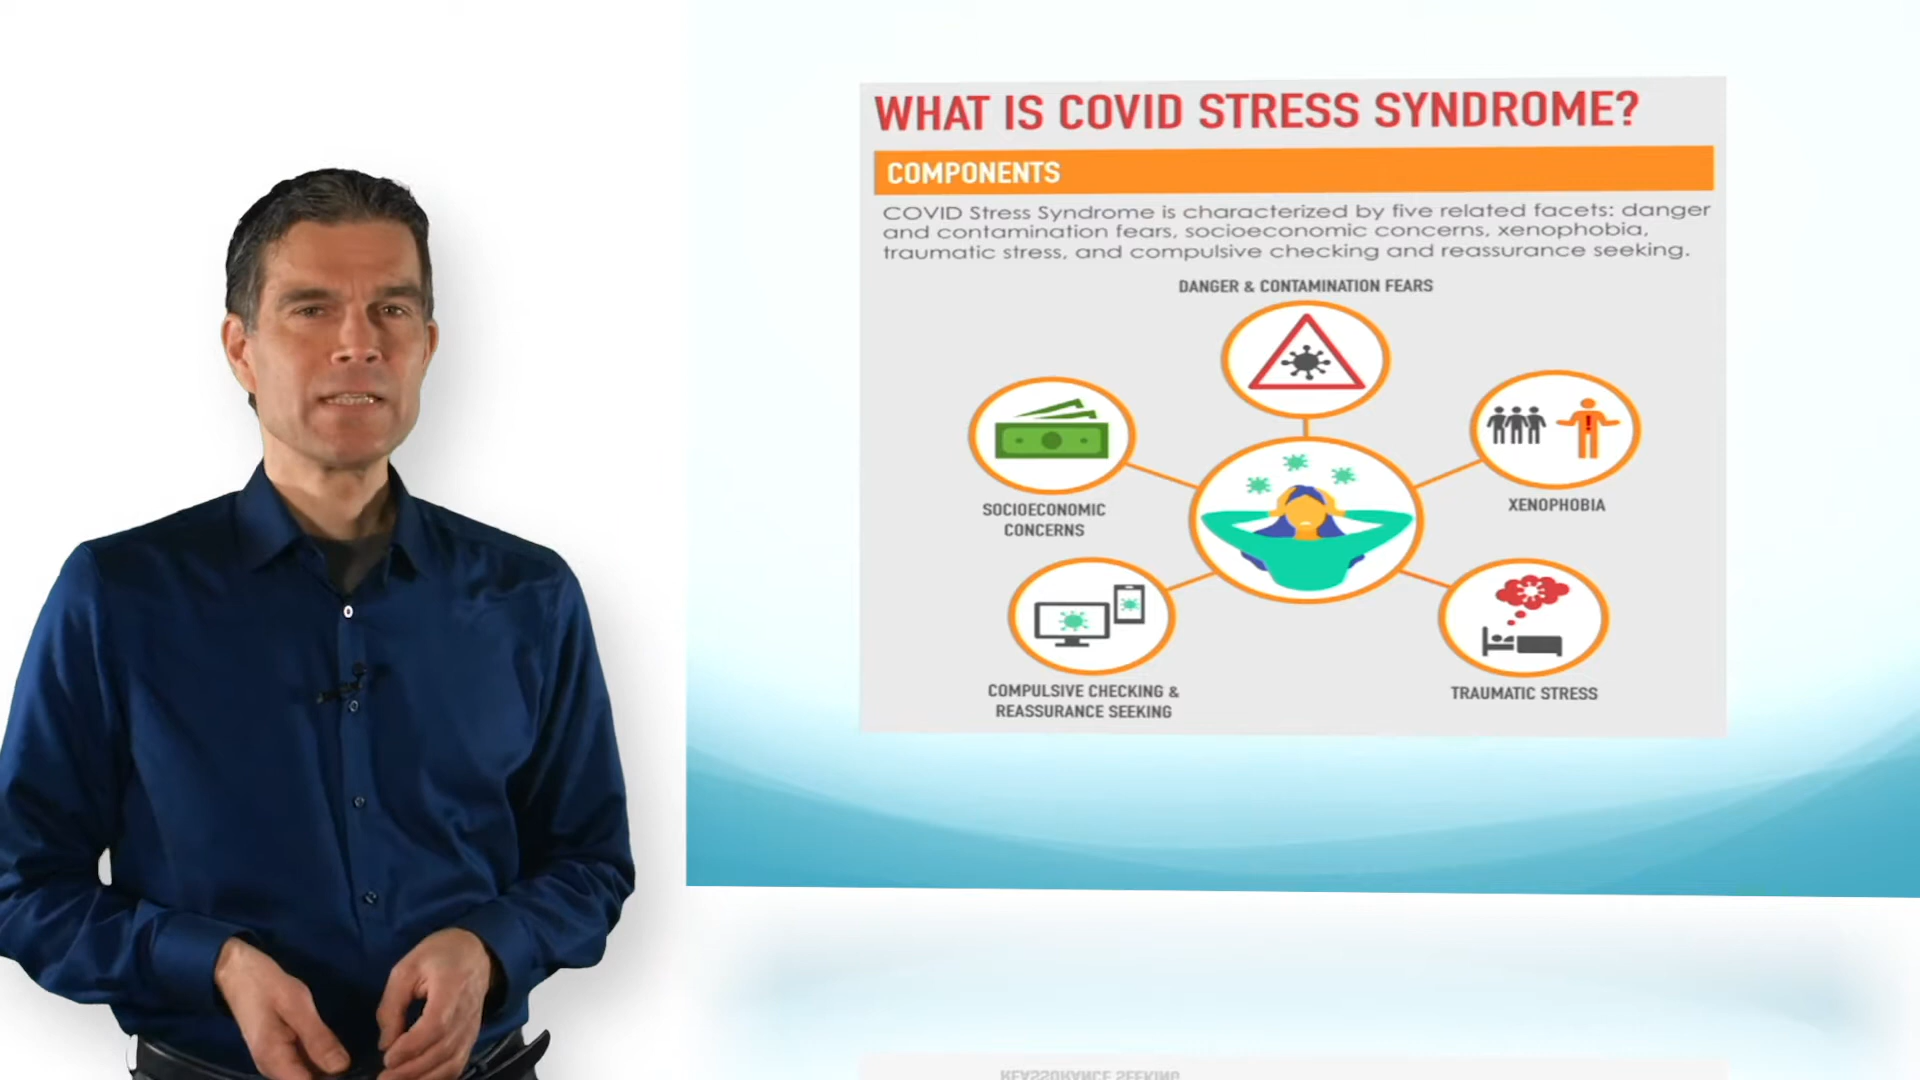 WHAT IS COVID STRESS SYNDROME?
COMPONENTS
COVID Stress Syndrome is characterized by five related facets: danger
and contamination fears, socioeconomic concerns, xenophobia,
traumatic stress, and compulsive checking and reassurance seeking.
DANGER & CONTAMINATION FEARS
SOCIOECONOMIC
CONCERNS
XENOPHOBIA
COMPULSIVE CHECKING &
REASSURANCE SEEKING
TRAUMATIC STRESS
REASSURANCE SEEKING